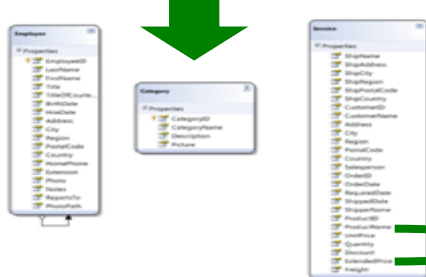 Employee
Properties
EmployeeID
LastName
FirstName
Title
TitleOfCourte...
BirthDate
HireDate
Address
City
Region
PostalCode
Country
HomePhone
Extension
Photo
Notes
ReportsTo
PhotoPath
Category
Properties
CategoryID
CategoryName
Description
Picture
Invoice
Properties
ShipName
ShipAddress
ShipCity
ShipRegion
ShipPostalCode
ShipCountry
CustomerID
CustomerName
Address
City
Region
PostalCode
Country
Salesperson
OrderID
OrderDate
RequiredDate
ShippedDate
ShipperName
ProductID
ProductName
UnitPrice
Quantity
Discount
ExtendedPrice
Freight